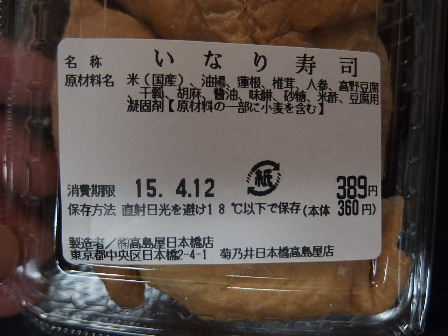 名称 いなり寿司
原材料名 米(国産)、油揚、蓮根、椎茸、人参、高野豆腐
、干瓢、胡麻、醤油、味醂、砂糖、米酢、豆腐用
凝固剤【原材料の一部に小麦を含む】
紙
消費期限 15. 4.12 389円
保存方法 直射日光を避け18℃以下で保存(本体 360円)
製造者/㈱高島屋日本橋店
東京都中央区日本橋2-4-1 菊乃井日本橋高島屋店